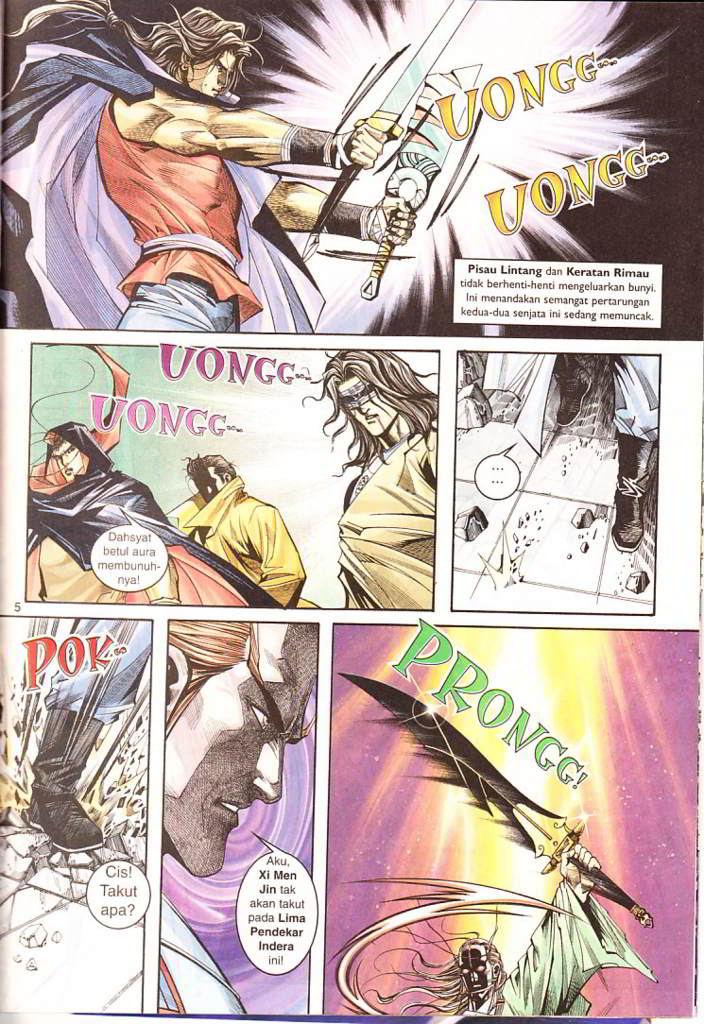 UONGG...
UONGG...
Pisau Lintang dan Keratan Rimau
tidak berhenti-henti mengeluarkan bunyi.
Ini menandakan semangat pertarungan
kedua-dua senjata ini sedang memuncak.
UONGG...
UONGG...
Dahsyat
betul aura
membunuh-
nya!
...
...
5
POK...
Cis!
Takut
apa?
Aku,
Xi Men
Jin tak
akan takut
pada Lima
Pendekar
Indera
ini!
PRONGG!